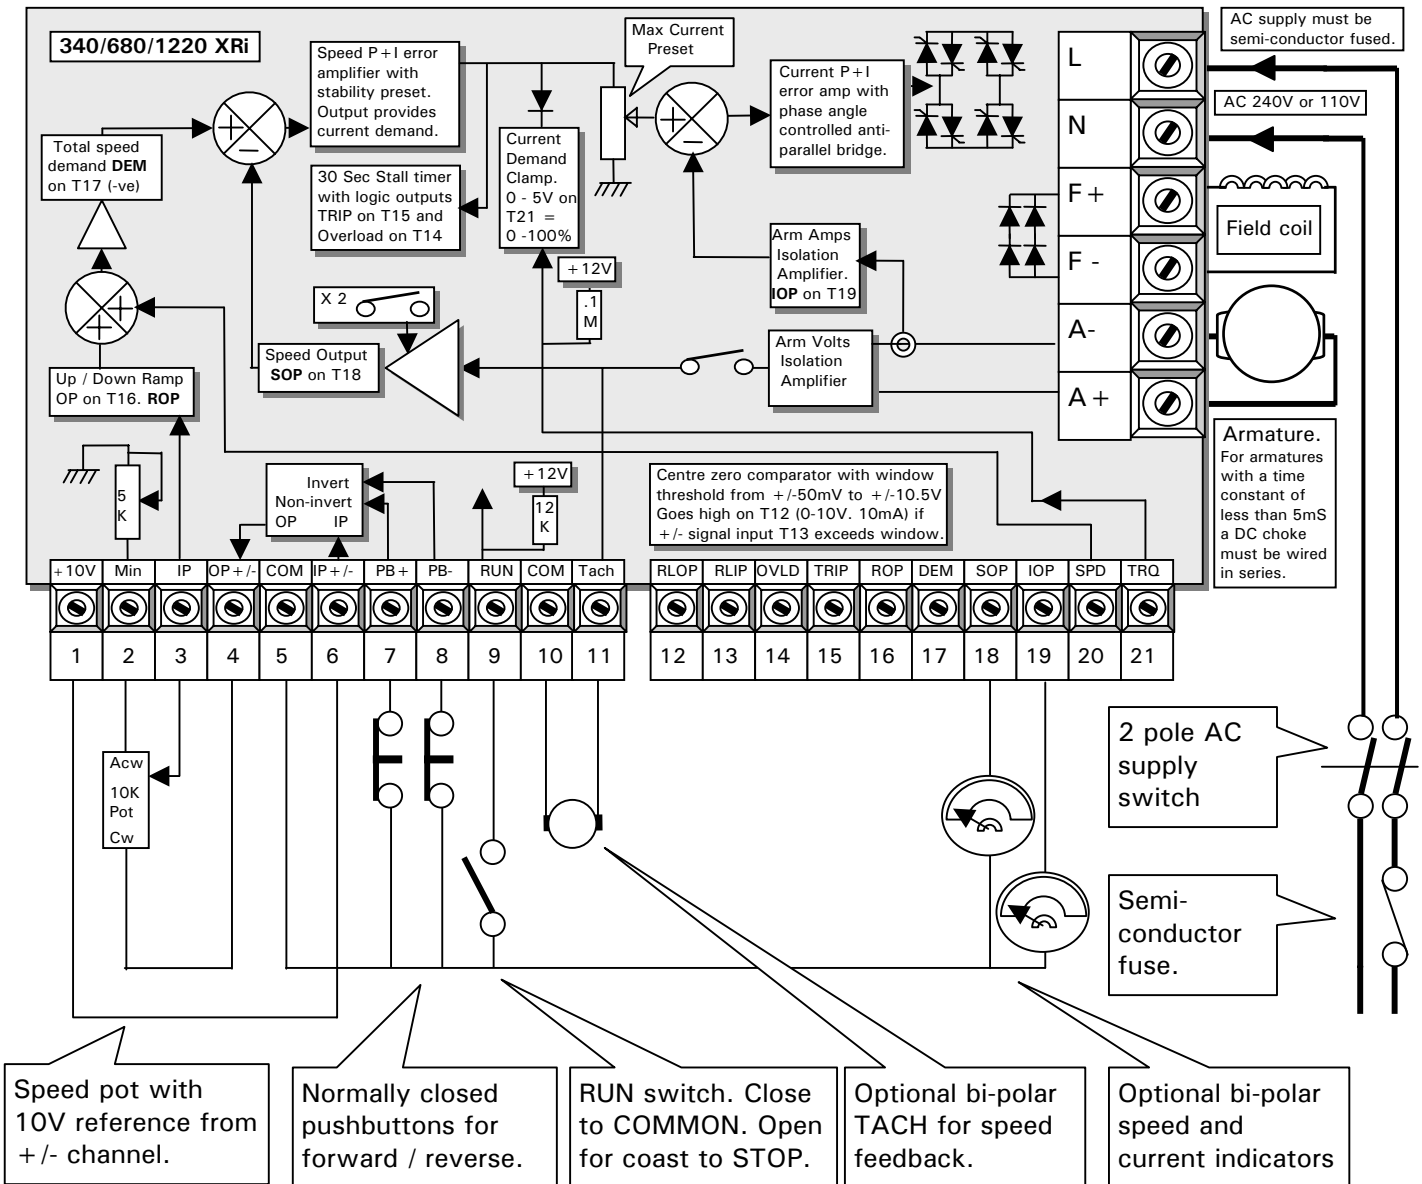 340/680/1220 XRi
Speed P+I error
amplifier with
stability preset.
Output provides
current demand.
Max Current
Preset
Current P+I
error amp with
phase angle
controlled anti-
parallel bridge.
L
N
F+
F -
A-
A+
AC supply must be
semi-conductor fused.
AC 240V or 110V
Field coil
Total speed
demand DEM
on T17 (-ve)
30 Sec Stall timer
with logic outputs
TRIP on T15 and
Overload on T14
Current
Demand
Clamp.
0 - 5V on
T21 =
0 -100%
+12V
.1
M
Arm Amps
Isolation
Amplifier.
IOP on T19
X 2
Speed Output
SOP on T18
Arm Volts
Isolation
Amplifier
Up / Down Ramp
OP on T16. ROP
Armature.
For armatures
with a time
constant of
less than 5mS
a DC choke
must be wired
in series.
5
K
Invert
Non-invert
OP IP
+12V
12
K
Centre zero comparator with window
threshold from +/-50mV to +/-10.5V
Goes high on T12 (0-10V. 10mA) if
+/- signal input T13 exceeds window.
+10V Min IP OP+/- COM IP+/- PB+ PB- RUN COM Tach
RLOP RLIP OVLD TRIP ROP DEM SOP IOP SPD TRQ
1 2 3 4 5 6 7 8 9 10 11
12 13 14 15 16 17 18 19 20 21
Acw
10K
Pot
Cw
2 pole AC
supply
switch
Semi-
conductor
fuse.
Speed pot with
10V reference from
+/- channel.
Normally closed
pushbuttons for
forward / reverse.
RUN switch. Close
to COMMON. Open
for coast to STOP.
Optional bi-polar
TACH for speed
feedback.
Optional bi-polar
speed and
current indicators